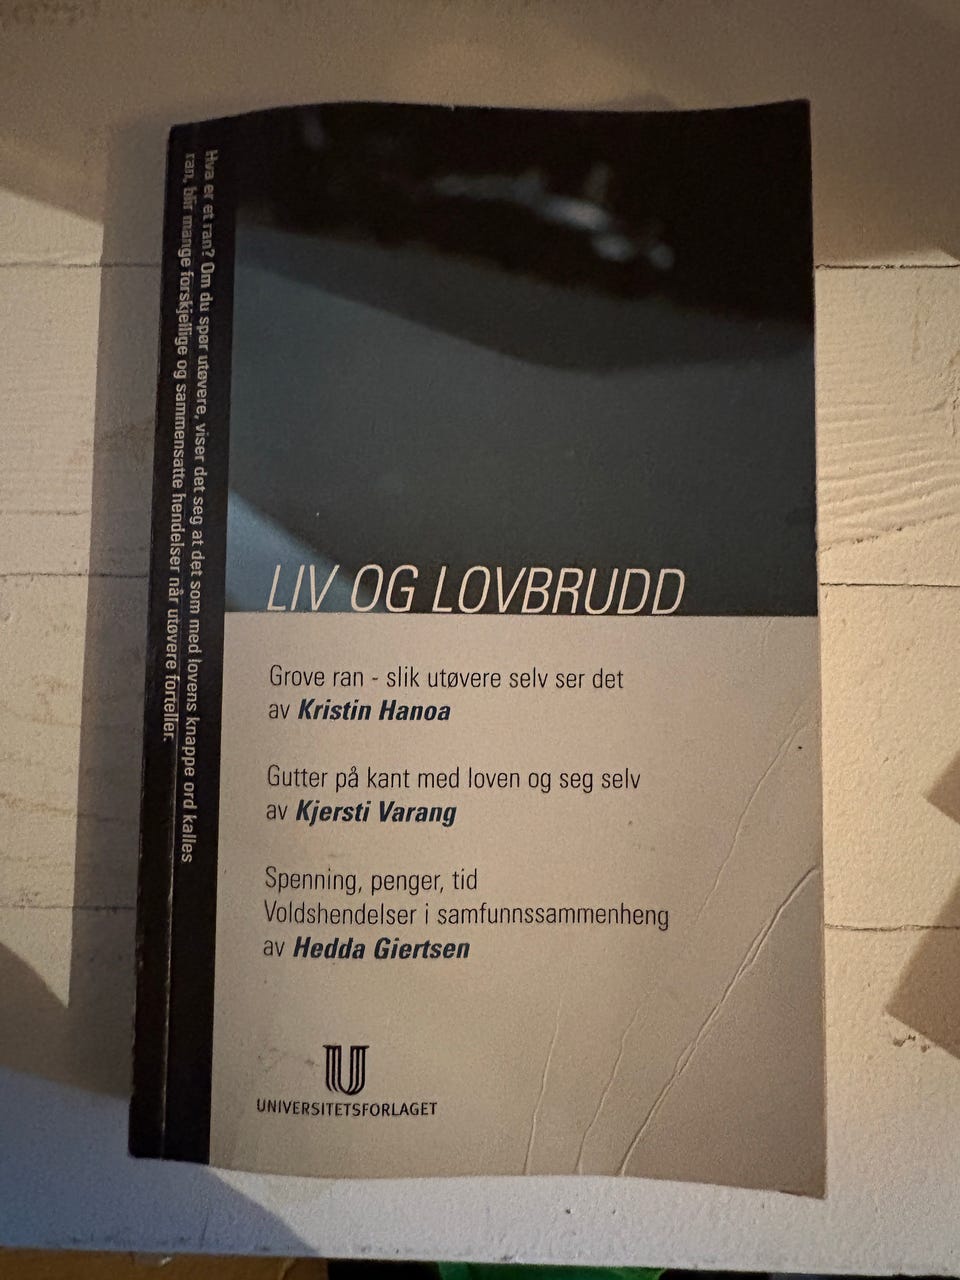 Hva er et ran? Om du spør utøvere, viser det seg at det som med lovens knappe ord kalles
ran, blir mange forskjellige og sammensatte hendelser når utøvere forteller.
LIV OG LOVBRUDD
Grove ran - slik utøvere selv ser det
av Kristin Hanoa
Gutter på kant med loven og seg selv
av Kjersti Varang
Spenning, penger, tid
Voldshendelser i samfunnssammenheng
av Hedda Giertsen
U
UNIVERSITETSFORLAGET